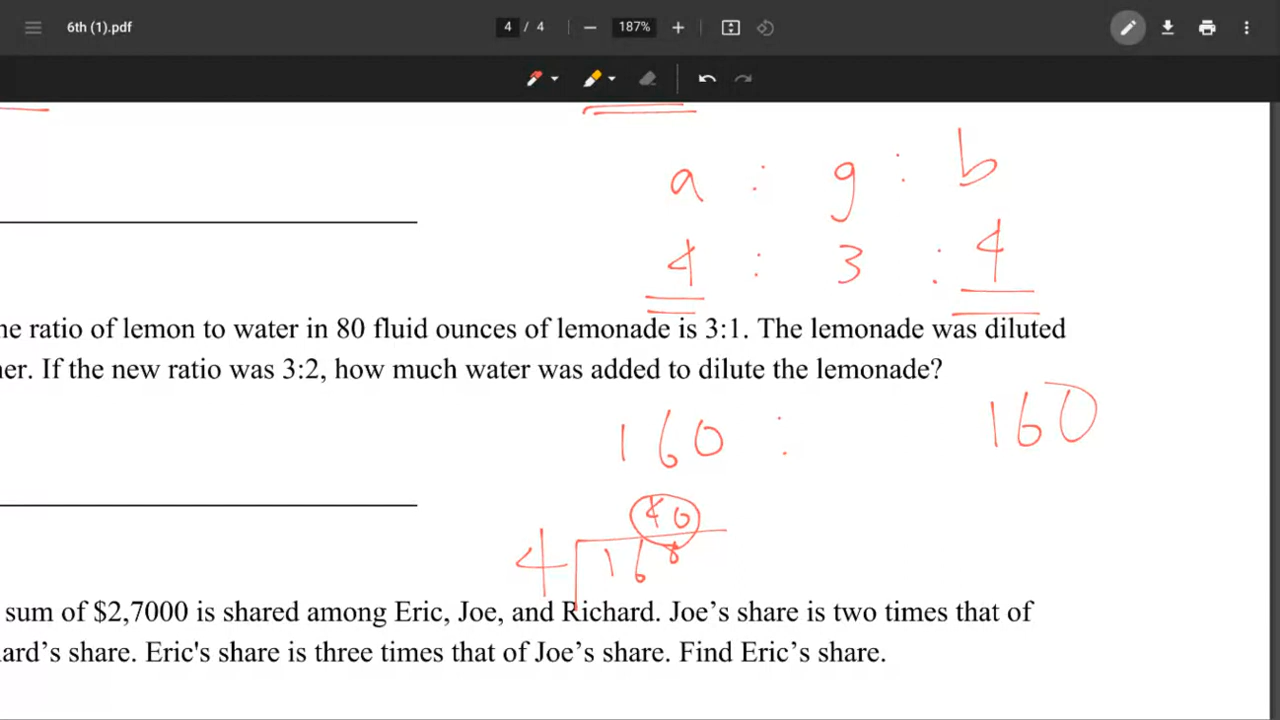 6th (1).pdf 4 / 4 187%
a : g : b
4 : 3 : 4
he ratio of lemon to water in 80 fluid ounces of lemonade is 3:1. The lemonade was diluted
her. If the new ratio was 3:2, how much water was added to dilute the lemonade?
160 : 160
40
4 160
sum of $2,7000 is shared among Eric, Joe, and Richard. Joe’s share is two times that of
ard’s share. Eric's share is three times that of Joe’s share. Find Eric’s share.